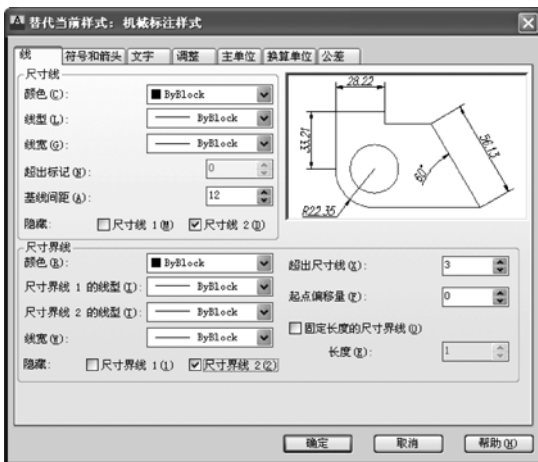 替代当前样式：机械标注样式
线 符号和箭头 文字 调整 主单位 换算单位 公差
尺寸线
颜色(C): ByBlock
线型(L): ByBlock
线宽(G): ByBlock
超出标记(N): 0
基线间距(A): 12
隐藏: 尺寸线 1(M) 尺寸线 2(D)
28.22
33.21
56.13
60°
R22.35
尺寸界线
颜色(R): ByBlock
尺寸界线 1 的线型(I): ByBlock
尺寸界线 2 的线型(T): ByBlock
线宽(W): ByBlock
隐藏: 尺寸界线 1(1) 尺寸界线 2(2)
超出尺寸线(X): 3
起点偏移量(F): 0
固定长度的尺寸界线(O)
长度(E): 1
确定 取消 帮助(H)